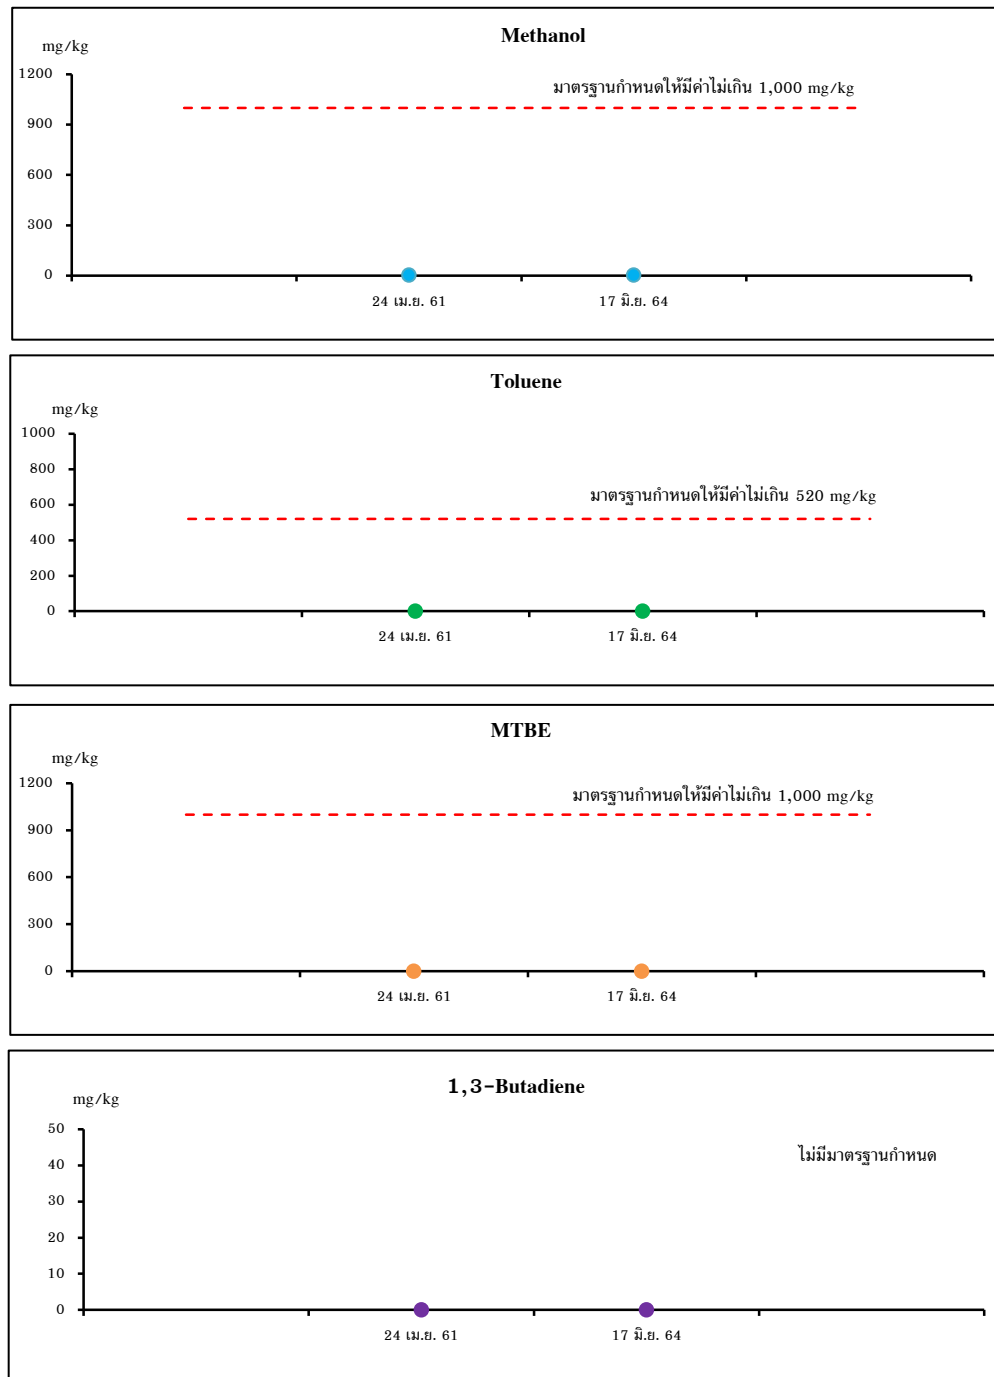 Methanol
mg/kg
1200
มาตรฐานกำหนดให้มีค่าไม่เกิน 1,000 mg/kg
900
600
300
0
24 เม.ย. 61 17 มิ.ย. 64
Toluene
mg/kg
1000
800
มาตรฐานกำหนดให้มีค่าไม่เกิน 520 mg/kg
600
400
200
0
24 เม.ย. 61 17 มิ.ย. 64
MTBE
mg/kg
1200
มาตรฐานกำหนดให้มีค่าไม่เกิน 1,000 mg/kg
900
600
300
0
24 เม.ย. 61 17 มิ.ย. 64
1,3-Butadiene
mg/kg
50
ไม่มีมาตรฐานกำหนด
40
30
20
10
0
24 เม.ย. 61 17 มิ.ย. 64